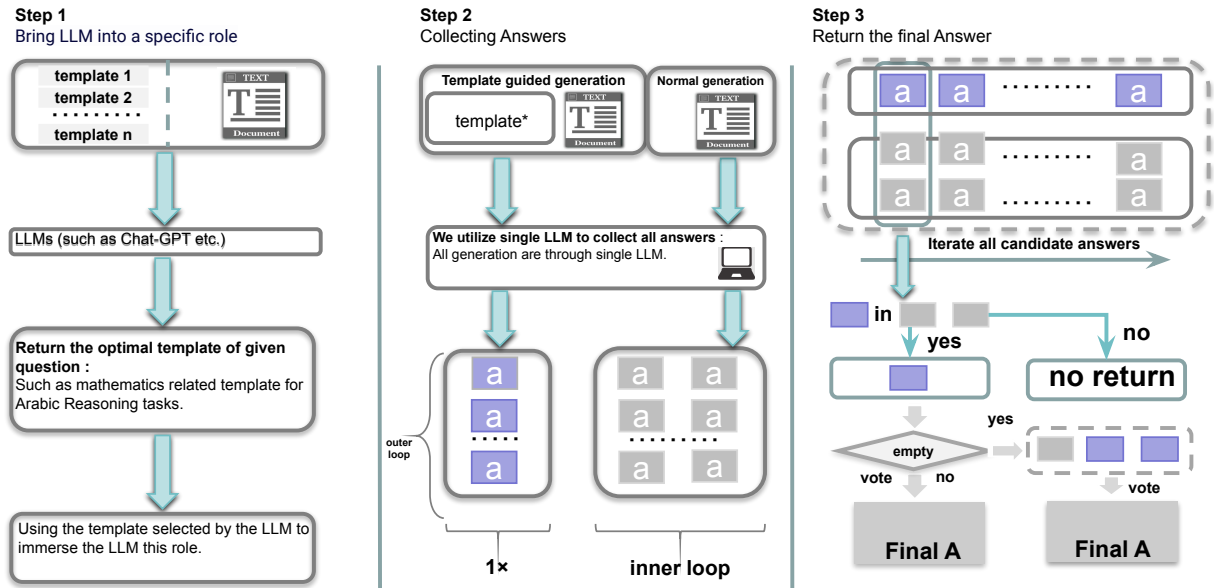 Step 1
Bring LLM into a specific role
template 1
template 2
..........
template n
TEXT
T
Document
LLMs (such as Chat-GPT etc.)
Return the optimal template of given
question :
Such as mathematics related template for
Arabic Reasoning tasks.
Using the template selected by the LLM to
immerse the LLM this role.
Step 2
Collecting Answers
Template guided generation
template*
TEXT
T
Document
Normal generation
TEXT
T
Document
We utilize single LLM to collect all answers :
All generation are through single LLM.
outer
loop
a
a
.....
a
a a
a a
.........
a a
1×
inner loop
Step 3
Return the final Answer
a a ......... a
a a ......... a
a a ......... a
Iterate all candidate answers
in
yes
no
no return
empty
yes
vote no
vote
Final A
Final A